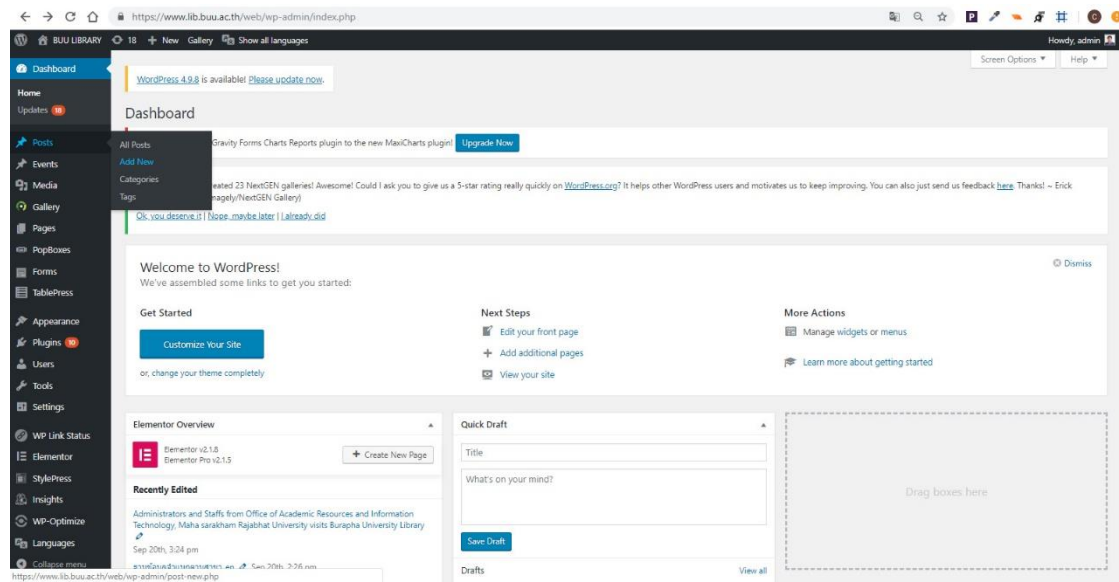 https://www.lib.buu.ac.th/web/wp-admin/index.php
BUU LIBRARY 18 + New Gallery Show all languages Howdy, admin
Screen Options ▼ Help ▼
Dashboard
Home
Updates 18
Posts
Events
Media
Gallery
Pages
PopBoxes
Forms
TablePress
Appearance
Plugins 10
Users
Tools
Settings
WP Link Status
Elementor
StylePress
Insights
WP-Optimize
Languages
Collapse menu
All Posts
Add New
Categories
Tags
WordPress 4.9.8 is available! Please update now.
Dashboard
Gravity Forms Charts Reports plugin to the new MaxiCharts plugin! Upgrade Now
eated 23 NextGEN galleries! Awesome! Could I ask you to give us a 5-star rating really quickly on WordPress.org? It helps other WordPress users and motivates us to keep improving. You can also just send us feedback here. Thanks! ~ Erick
magely/NextGEN Gallery)
Ok, you deserve it | Nope, maybe later | I already did
Welcome to WordPress!
Dismiss
We've assembled some links to get you started:
Get Started
Customize Your Site
or, change your theme completely
Next Steps
Edit your front page
Add additional pages
View your site
More Actions
Manage widgets or menus
Learn more about getting started
Elementor Overview
Elementor v2.1.8
Elementor Pro v2.1.5
+ Create New Page
Recently Edited
Administrators and Staffs from Office of Academic Resources and Information
Technology, Maha sarakham Rajabhat University visits Burapha University Library
Sep 20th, 3:24 pm
en Sep 20th, 2:26 pm
Quick Draft
Title
What's on your mind?
Save Draft
Drafts View all
Drag boxes here
https://www.lib.buu.ac.th/web/wp-admin/post-new.php